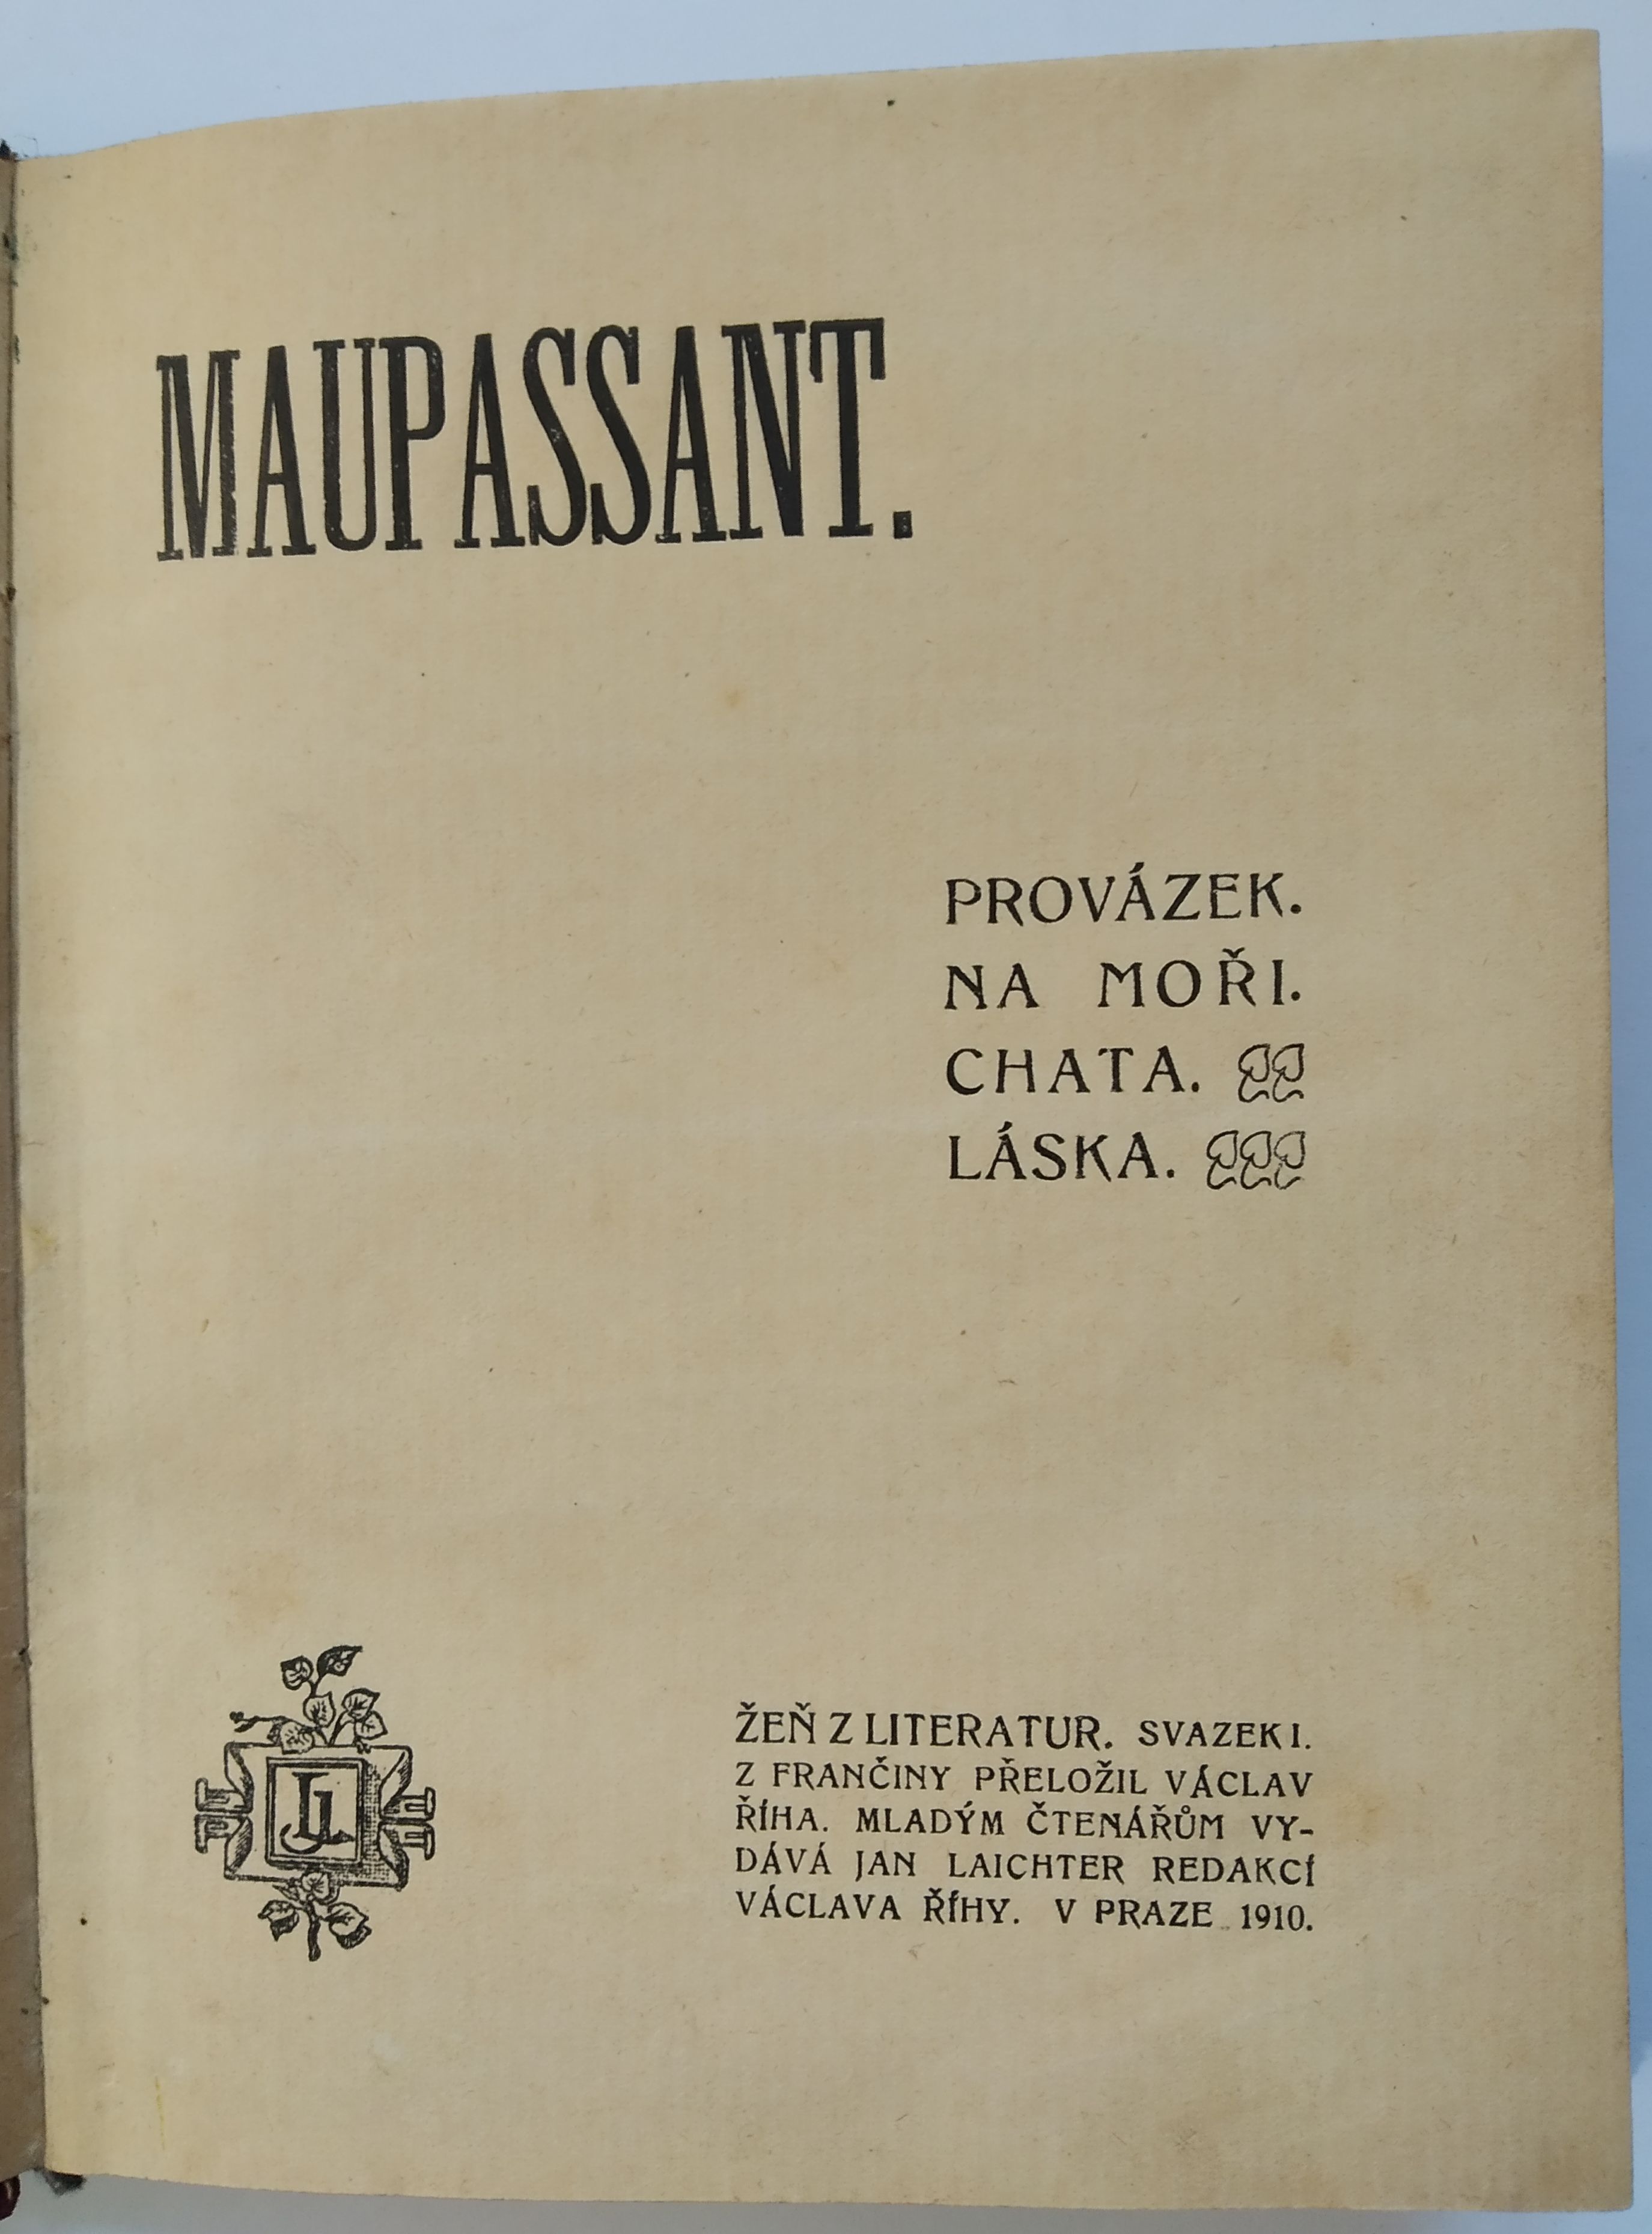 MAUPASSANT.
PROVÁZEK.
NA MOŘI.
CHATA.
LÁSKA.
JL
ŽEŇ Z LITERATUR. SVAZEK I.
Z FRANČINY PŘELOŽIL VÁCLAV
ŘÍHA. MLADÝM ČTENÁŘŮM VY-
DÁVÁ JAN LAICHTER REDAKCÍ
VÁCLAVA ŘÍHY. V PRAZE 1910.